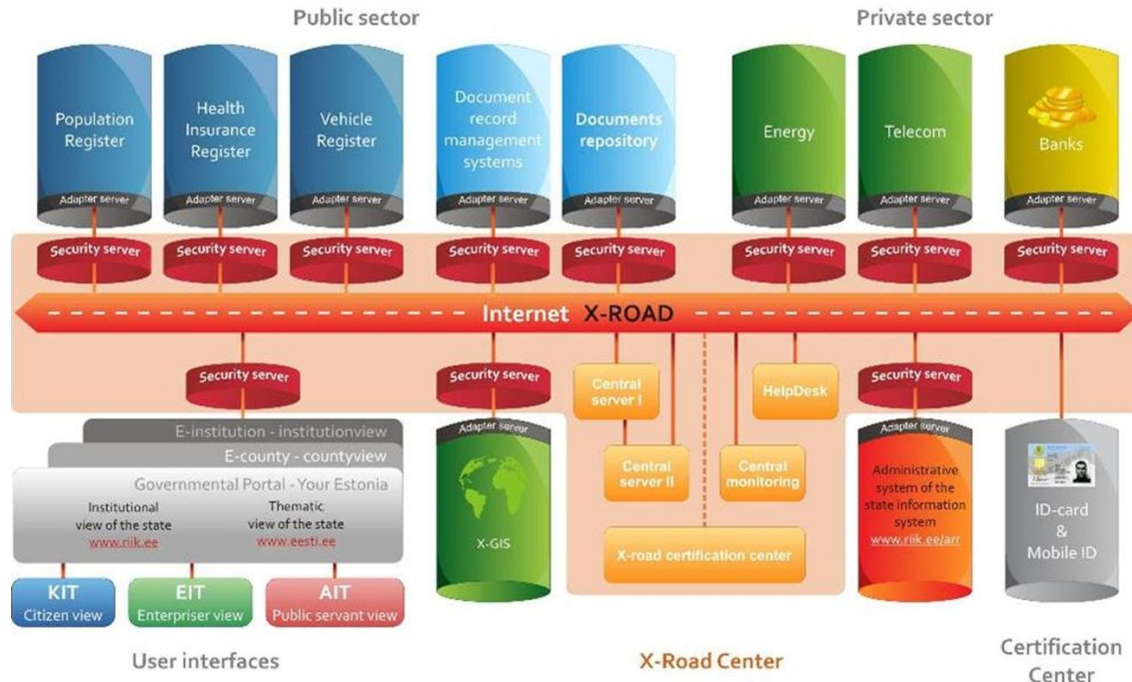 Public sector
Private sector
Population
Register
Health
Insurance
Register
Vehicle
Register
Document
record
management
systems
Documents
repository
Energy
Telecom
Banks
Adapter server
Adapter server
Adapter server
Adapter server
Adapter server
Adapter server
Adapter server
Adapter server
Security server
Security server
Security server
Security server
Security server
Security server
Security server
Security server
Internet X-ROAD
Security server
Security server
Central
server I
HelpDesk
Security server
E-institution - institutionview
E-county - countyview
Governmental Portal - Your Estonia
Institutional
view of the state
www.riik.ee
Thematic
view of the state
www.eesti.ee
Adapter server
X-GIS
Central
server II
Central
monitoring
X-road certification center
Adapter server
Administrative
system of the
state information
system
www.riik.ee/arr
ID-card
&
Mobile ID
KIT
Citizen view
EIT
Enterpriser view
AIT
Public servant view
User interfaces
X-Road Center
Certification
Center